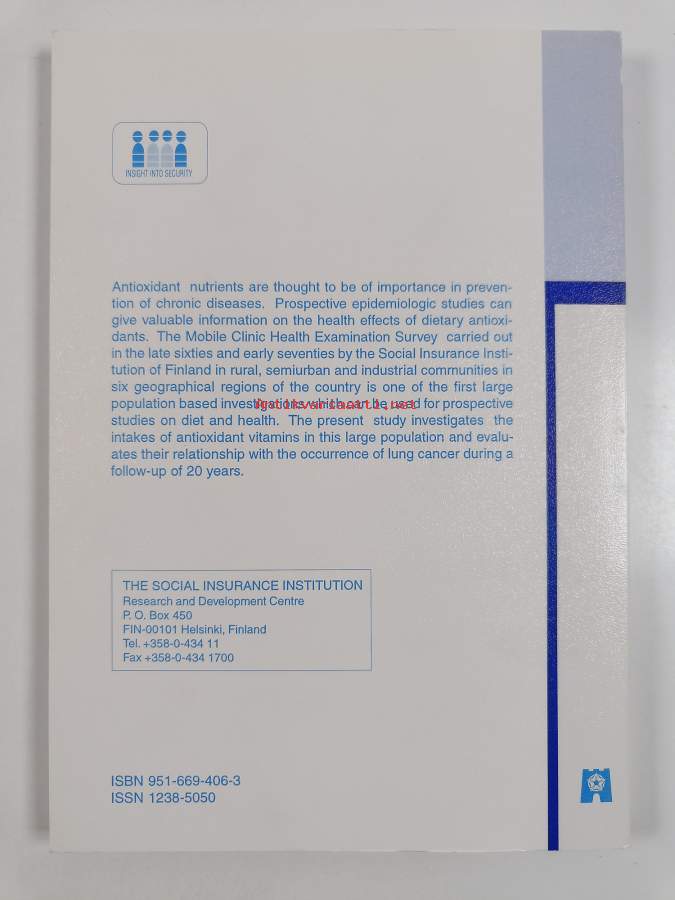 INSIGHT INTO SECURITY
Antioxidant nutrients are thought to be of importance in preven-
tion of chronic diseases. Prospective epidemiologic studies can
give valuable information on the health effects of dietary antioxi-
dants. The Mobile Clinic Health Examination Survey carried out
in the late sixties and early seventies by the Social Insurance Insti-
tution of Finland in rural, semiurban and industrial communities in
six geographical regions of the country is one of the first large
population based investigations which can be used for prospective
Antikvariaatti.net
studies on diet and health. The present study investigates the
intakes of antioxidant vitamins in this large population and evalu-
ates their relationship with the occurrence of lung cancer during a
follow-up of 20 years.
THE SOCIAL INSURANCE INSTITUTION
Research and Development Centre
P. O. Box 450
FIN-00101 Helsinki, Finland
Tel. +358-0-434 11
Fax +358-0-434 1700
ISBN 951-669-406-3
ISSN 1238-5050